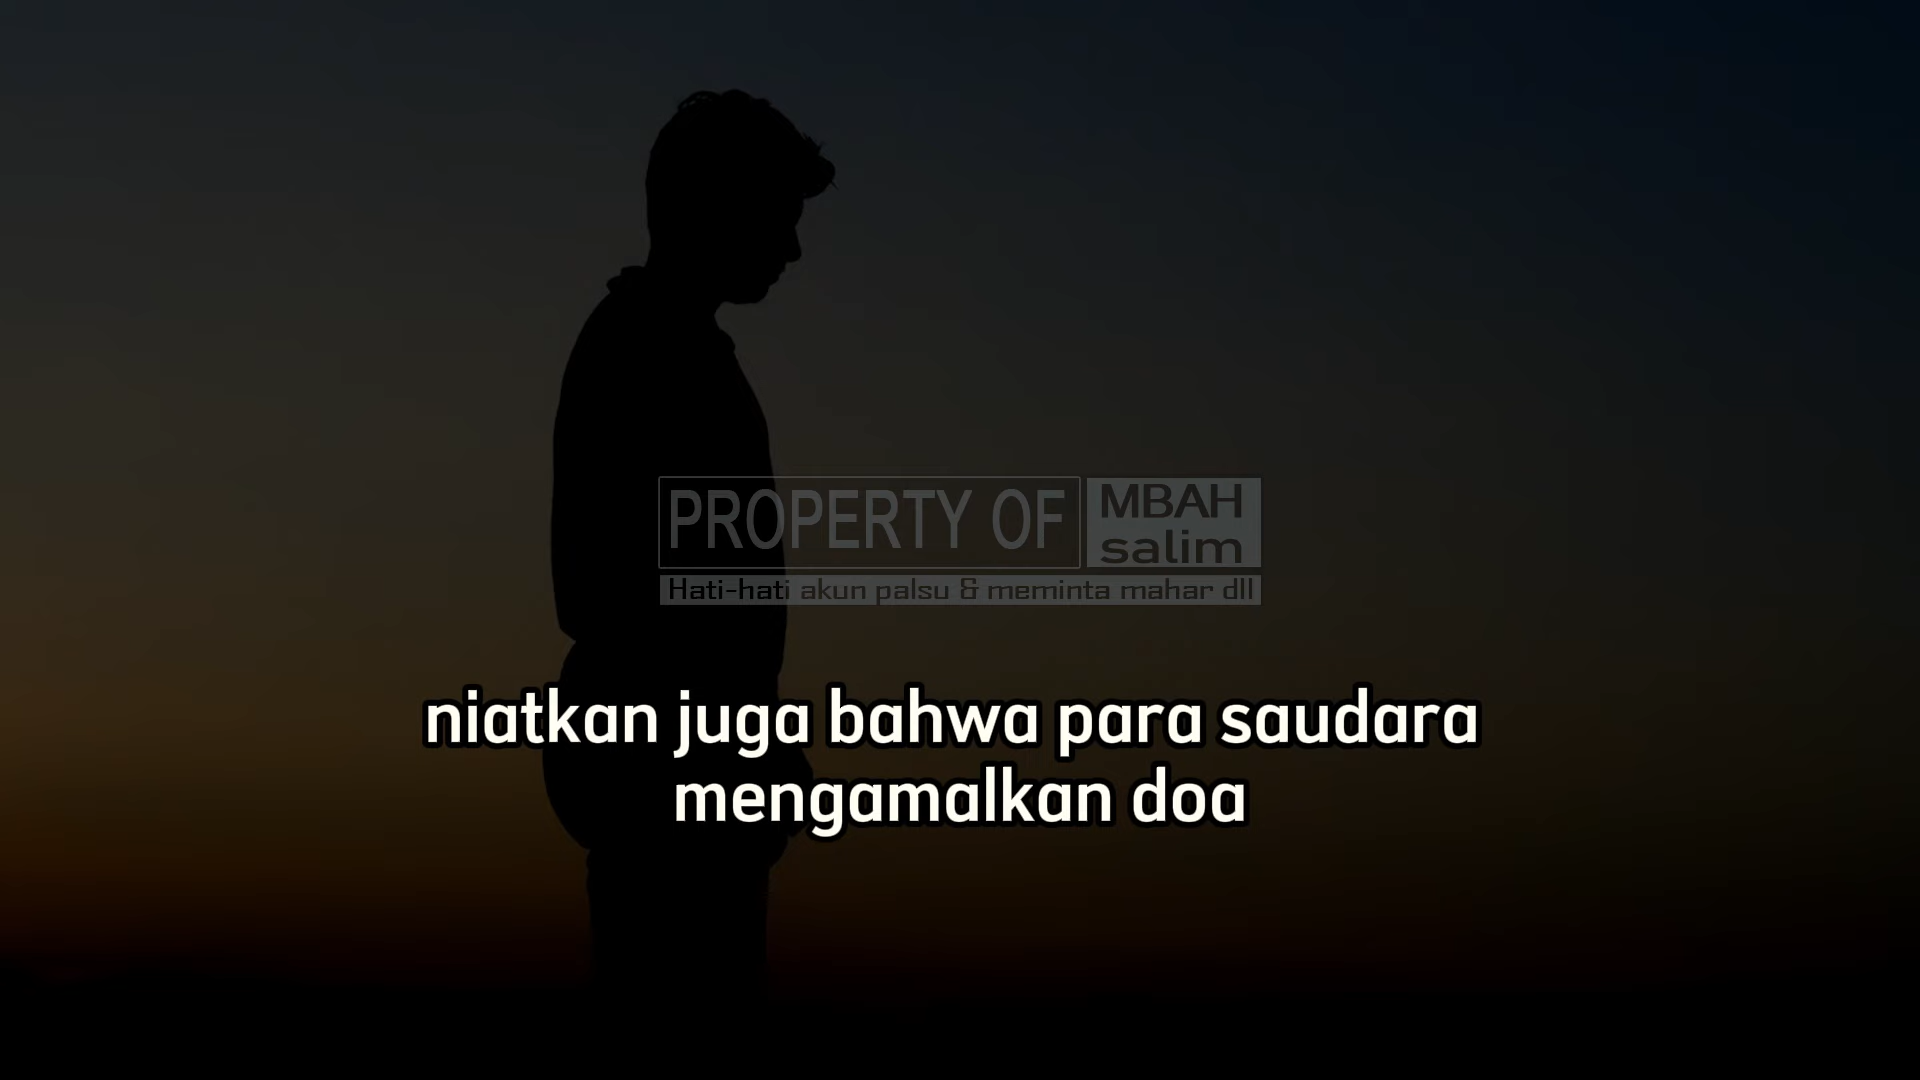 PROPERTY OF MBAH
salim
Hati-hati akun palsu & meminta mahar dll
niatkan juga bahwa para saudara
mengamalkan doa